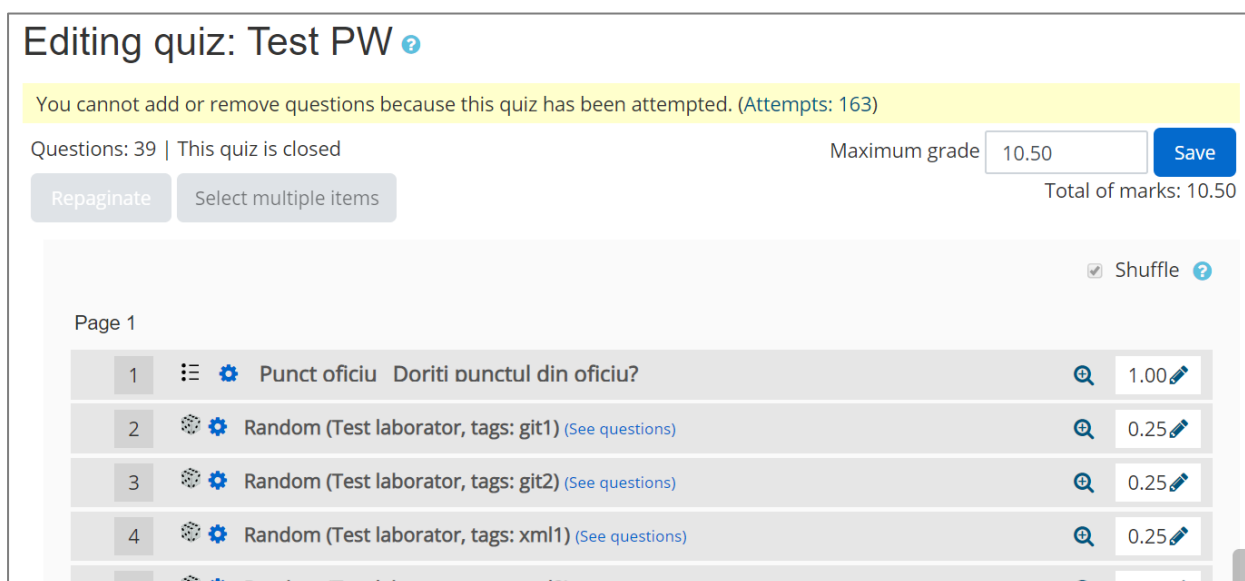 Editing quiz: Test PW
You cannot add or remove questions because this quiz has been attempted. (Attempts: 163)
Questions: 39 | This quiz is closed
Maximum grade 10.50 Save
Repaginate Select multiple items
Total of marks: 10.50
Shuffle
Page 1
1 Punct oficiu Doriti punctul din oficiu? 1.00
2 Random (Test laborator, tags: git1) (See questions) 0.25
3 Random (Test laborator, tags: git2) (See questions) 0.25
4 Random (Test laborator, tags: xml1) (See questions) 0.25